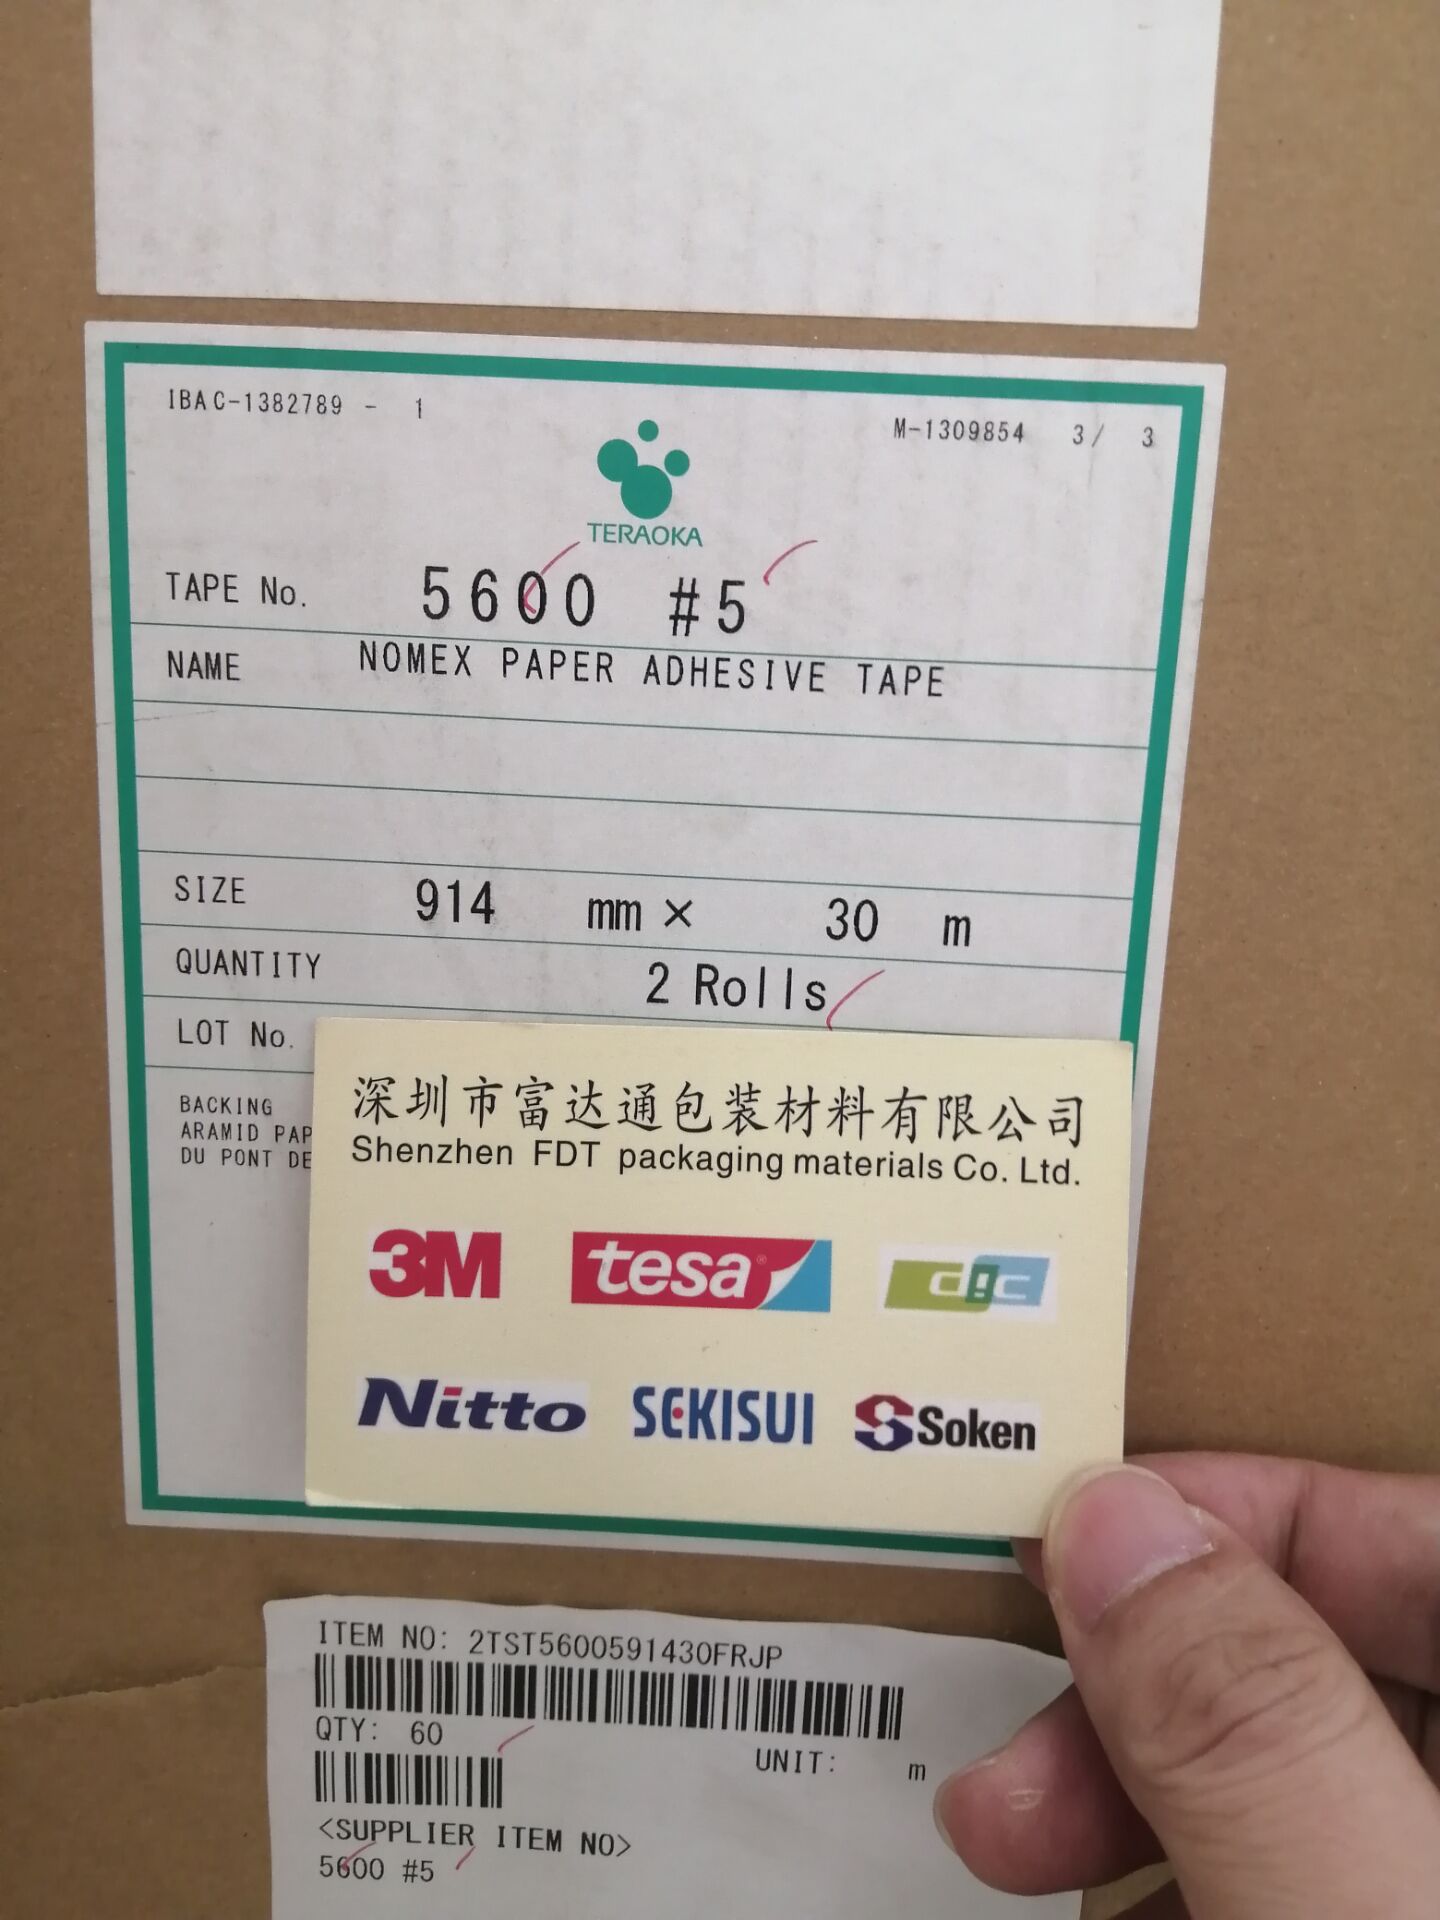 IBAC-1382789 - 1
M-1309854 3/ 3
TERAOKA
TAPE No. 5600 #5
NAME NOMEX PAPER ADHESIVE TAPE
SIZE 914 mm × 30 m
QUANTITY 2 Rolls
LOT No.
BACKING
ARAMID PAP
DU PONT DE
深圳市富达通包装材料有限公司
Shenzhen FDT packaging materials Co. Ltd.
3M tesa® dgc
Nitto SEKISUI Soken
ITEM NO: 2TST5600591430FRJP
QTY: 60
UNIT: m
<SUPPLIER ITEM NO>
5600 #5